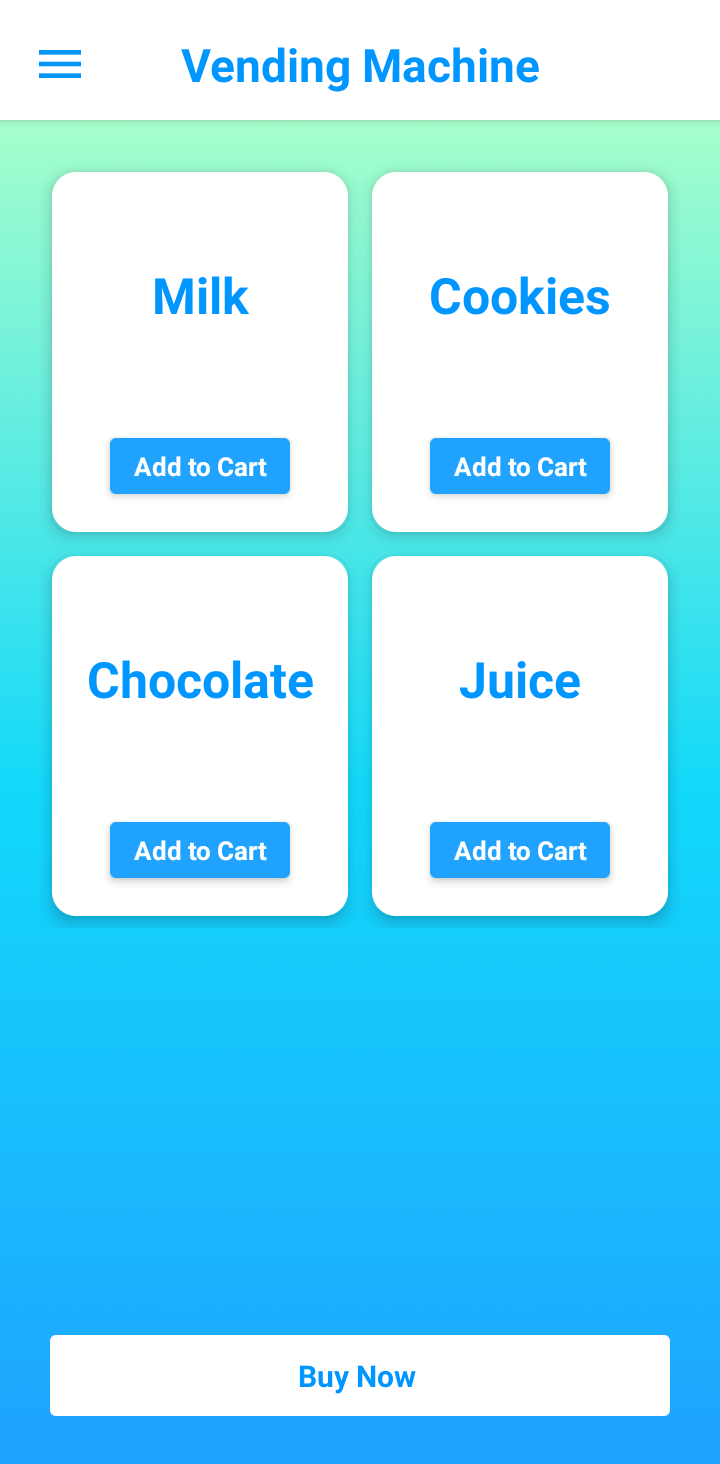 Vending Machine
Milk
Cookies
Add to Cart
Add to Cart
Chocolate
Juice
Add to Cart
Add to Cart
Buy Now